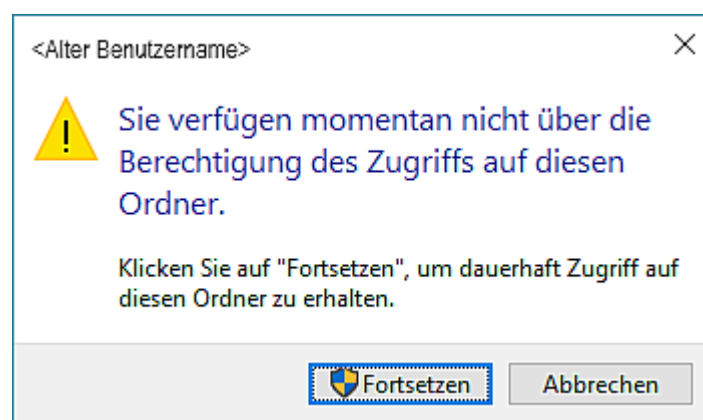 <Alter Benutzername>
Sie verfügen momentan nicht über die
Berechtigung des Zugriffs auf diesen
Ordner.
Klicken Sie auf "Fortsetzen", um dauerhaft Zugriff auf
diesen Ordner zu erhalten.
Fortsetzen
Abbrechen